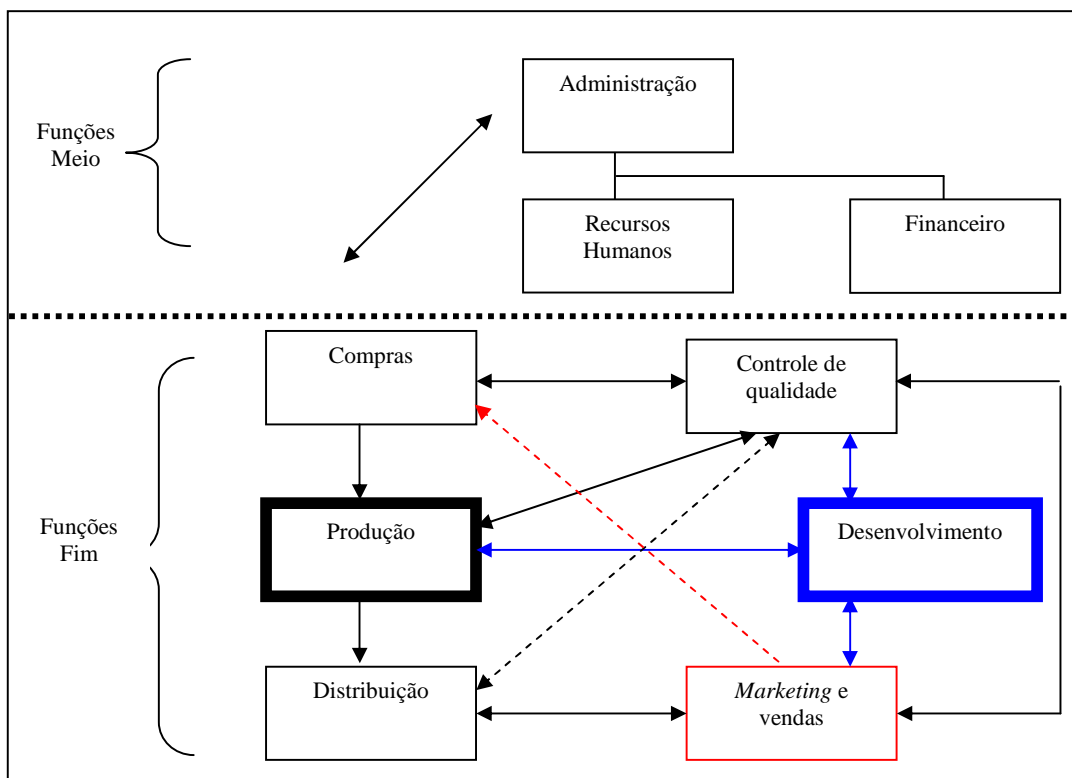 Administração
Funções
Meio
Recursos
Humanos
Financeiro
Compras
Controle de
qualidade
Funções
Fim
Produção
Desenvolvimento
Distribuição
Marketing e
vendas